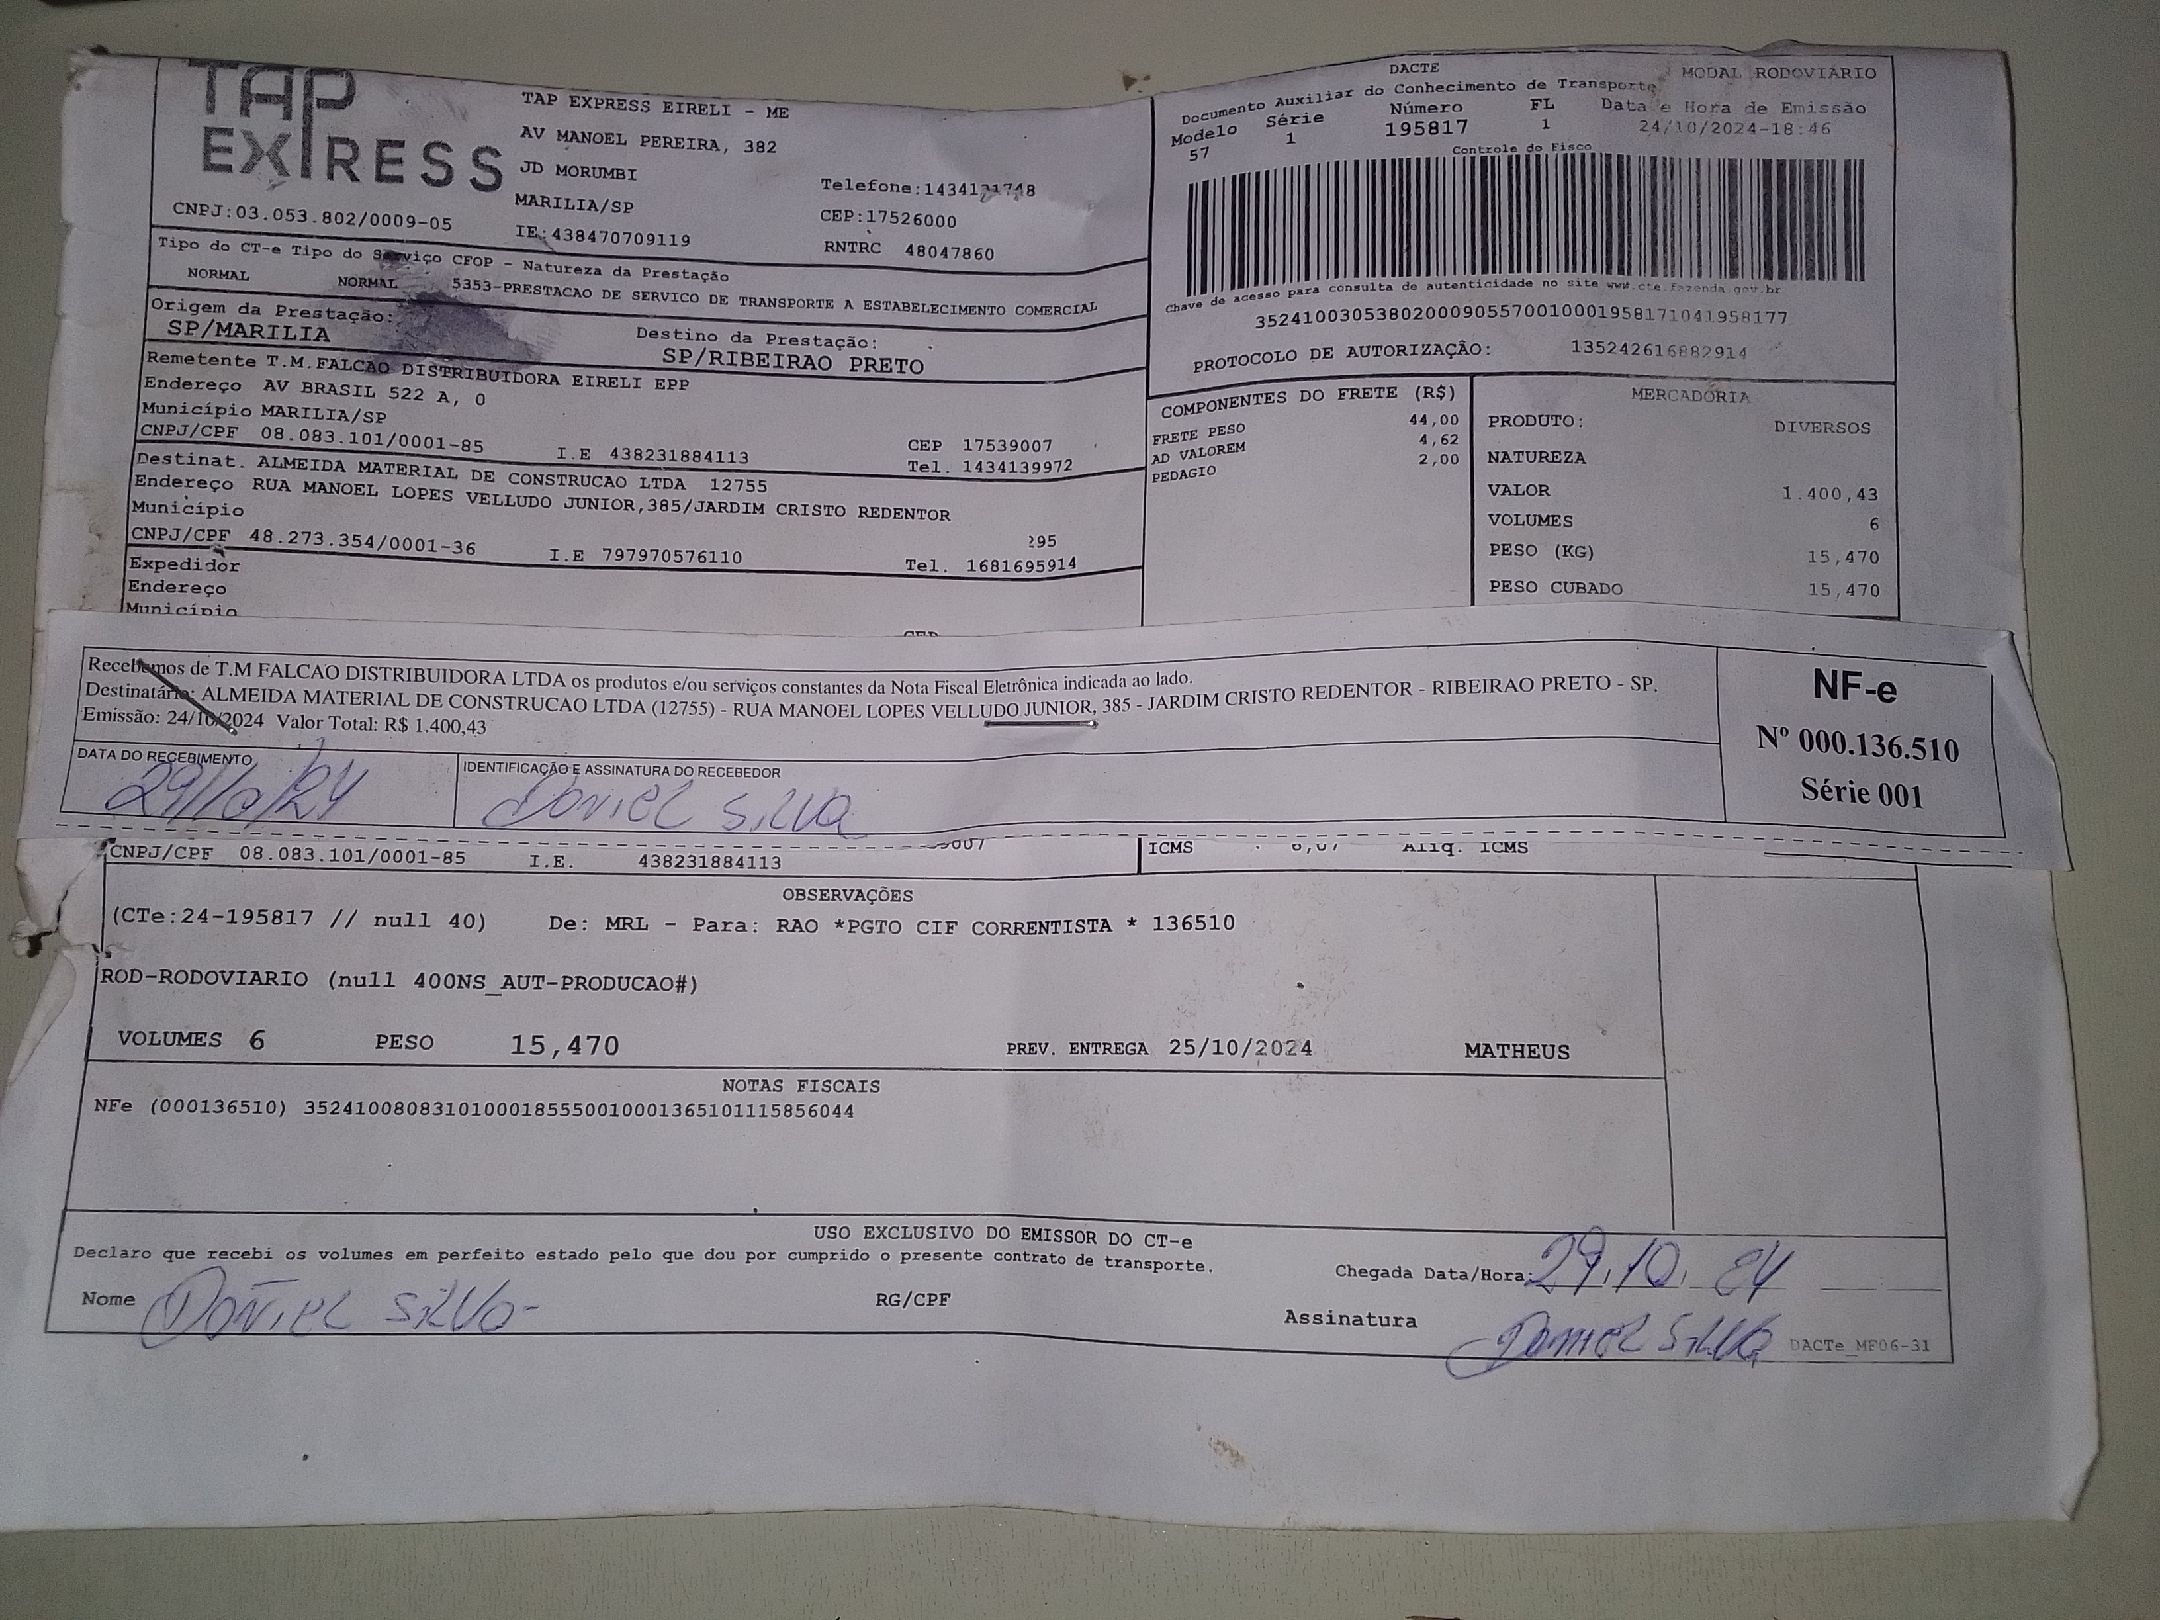 TAP
EXPRESS
TAP EXPRESS EIRELI - ME
AV MANOEL PEREIRA, 382
JD MORUMBI
MARILIA/SP
CNPJ:03.053.802/0009-05
IE:438470709119
Telefone:
CEP:17526000
RNTRC 48047860
Tipo do CT-e Tipo do Serviço CFOP - Natureza da Prestação
NORMAL NORMAL 5353-PRESTACAO DE SERVICO DE TRANSPORTE A ESTABELECIMENTO COMERCIAL
Origem da Prestação:
SP/MARILIA
Destino da Prestação:
SP/RIBEIRAO PRETO
Remetente T.M.FALCAO DISTRIBUIDORA EIRELI EPP
Endereço AV BRASIL 522 A, 0
Município MARILIA/SP
CNPJ/CPF 08.083.101/0001-85 I.E 438231884113
CEP 17539007
Tel. 1434139972
Destinat. ALMEIDA MATERIAL DE CONSTRUCAO LTDA 12755
Endereço RUA MANOEL LOPES VELLUDO JUNIOR,385/JARDIM CRISTO REDENTOR
Município
295
CNPJ/CPF 48.273.354/0001-36 I.E 797970576110 Tel. 1681695914
Expedidor
Endereço
Município
CEP
DACTE MODAL RODOVIÁRIO
Documento Auxiliar do Conhecimento de Transporte
Modelo Série Número FL Data e Hora de Emissão
57 1 195817 1 24/10/2024-18:46
Controle do Fisco
Chave de acesso para consulta de autenticidade no site www.cte.fazenda.gov.br
35241003053802000905570010001958171041958177
PROTOCOLO DE AUTORIZAÇÃO: 135242616882914
COMPONENTES DO FRETE (R$)
FRETE PESO 44,00
AD VALOREM 4,62
PEDAGIO 2,00
MERCADORIA
PRODUTO: DIVERSOS
NATUREZA
VALOR 1.400,43
VOLUMES 6
PESO (KG) 15,470
PESO CUBADO 15,470
Recebemos de T.M FALCAO DISTRIBUIDORA LTDA os produtos e/ou serviços constantes da Nota Fiscal Eletrônica indicada ao lado.
Destinatário: ALMEIDA MATERIAL DE CONSTRUCAO LTDA (12755) - RUA MANOEL LOPES VELLUDO JUNIOR, 385 - JARDIM CRISTO REDENTOR - RIBEIRAO PRETO - SP.
Emissão: 24/10/2024 Valor Total: R$ 1.400,43
DATA DO RECEBIMENTO
29/10/24
IDENTIFICAÇÃO E ASSINATURA DO RECEBEDOR
Daniel Silva
NF-e
Nº 000.136.510
Série 001
CNPJ/CPF 08.083.101/0001-85 I.E. 438231884113
ICMS Aliq. ICMS
OBSERVAÇÕES
(CTe:24-195817 // null 40) De: MRL - Para: RAO *PGTO CIF CORRENTISTA * 136510
ROD-RODOVIARIO (null 400NS_AUT-PRODUCAO#)
VOLUMES 6 PESO 15,470 PREV. ENTREGA 25/10/2024 MATHEUS
NOTAS FISCAIS
NFe (000136510) 35241008083101000185550010001365101115856044
USO EXCLUSIVO DO EMISSOR DO CT-e
Declaro que recebi os volumes em perfeito estado pelo que dou por cumprido o presente contrato de transporte.
Chegada Data/Hora: 29.10.24
Nome Daniel Silva RG/CPF
Assinatura Daniel Silva DACTe_MF06-31